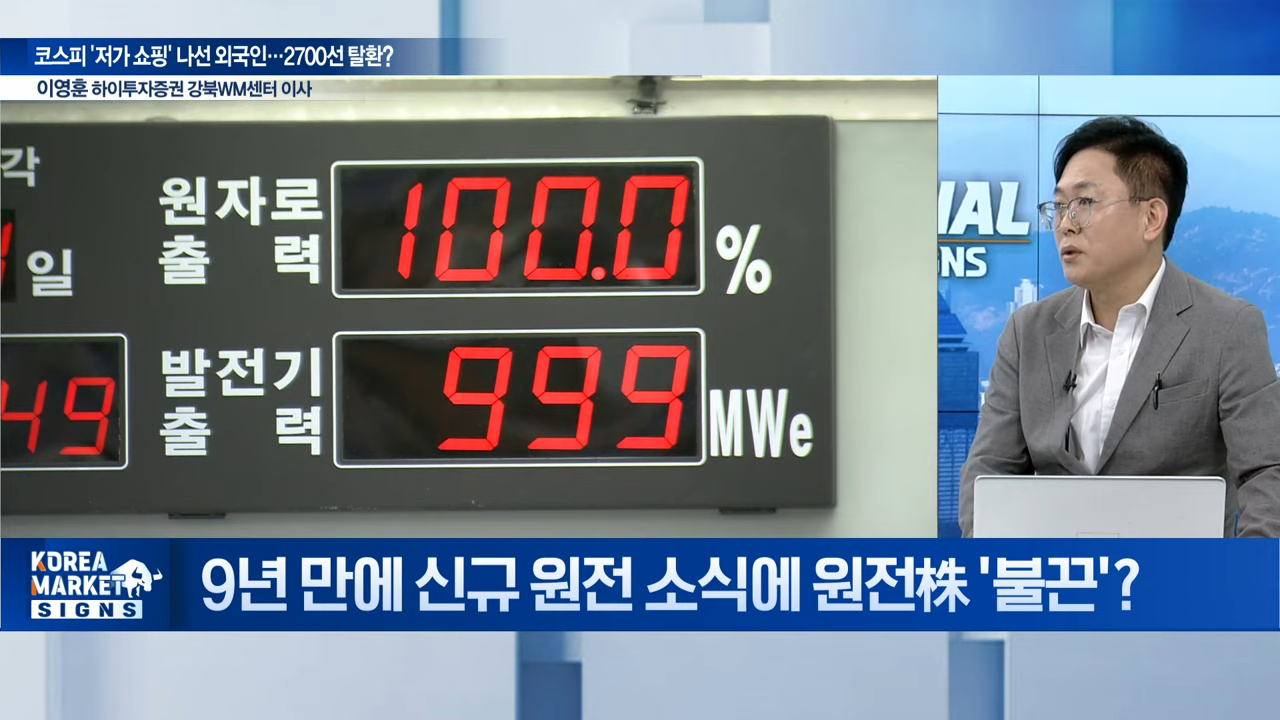 코스피 '저가 쇼핑' 나선 외국인…2700선 탈환?
이영훈 하이투자증권 강북WM센터 이사
각
일
49
원자로
출 력
100.0
%
발전기
출 력
999
MWe
NAL
GNS
KOREA
MARKET
SIGNS
9년 만에 신규 원전 소식에 원전株 '불끈'?